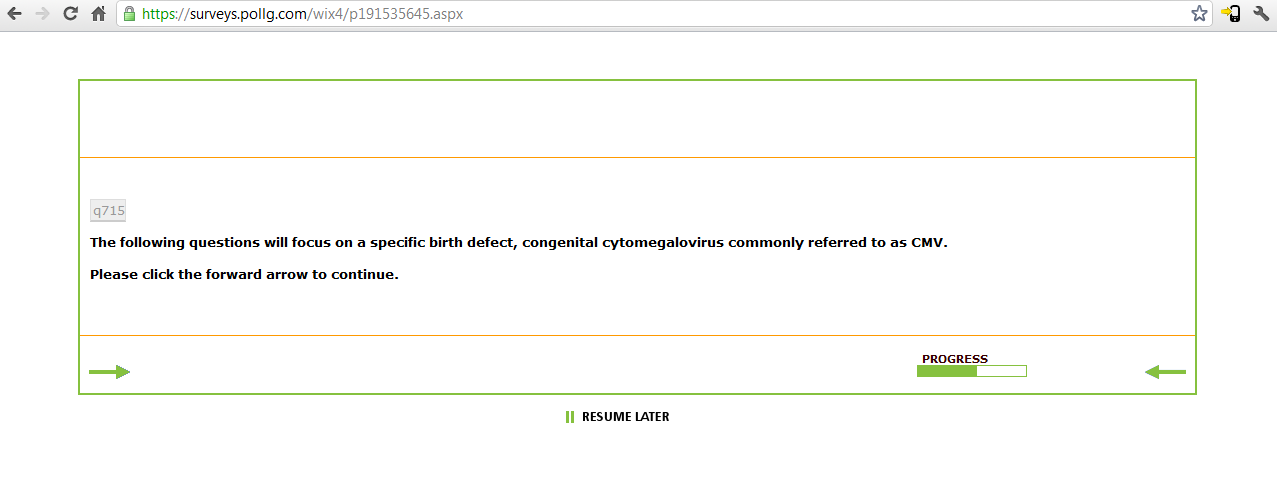 https://surveys.pollg.com/wix4/p191535645.aspx
q715
The following questions will focus on a specific birth defect, congenital cytomegalovirus commonly referred to as CMV.
Please click the forward arrow to continue.
PROGRESS
RESUME LATER